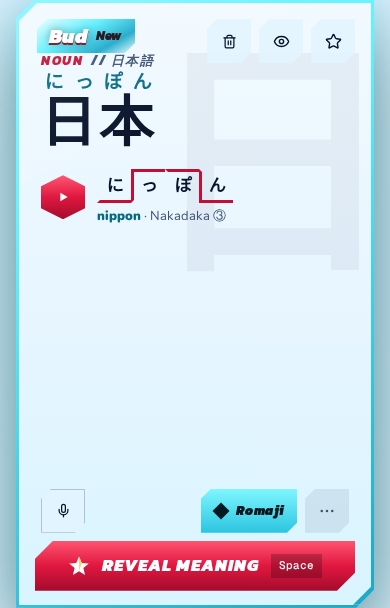 Bud New
NOUN // 日本語
にっぽん
日本
にっぽん
nippon · Nakadaka ③
Romaji
REVEAL MEANING Space